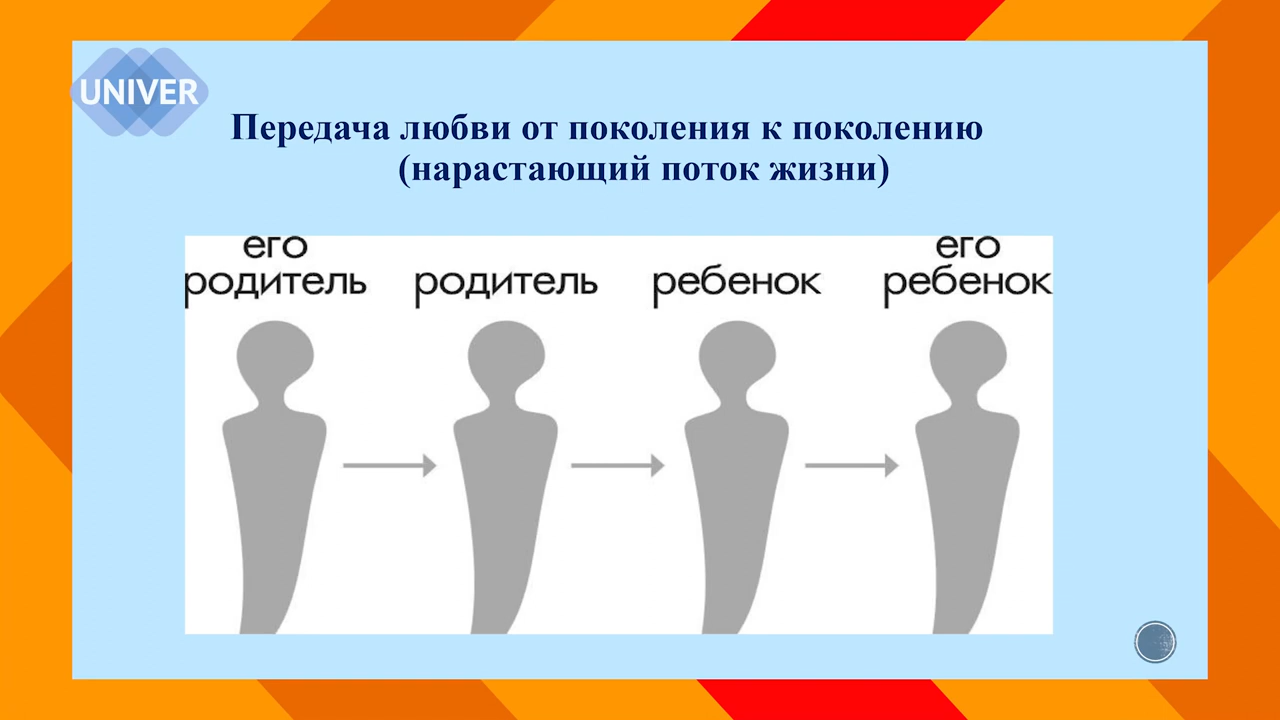 UNIVER
Передача любви от поколения к поколению
(нарастающий поток жизни)
его родитель
родитель
ребенок
его ребенок